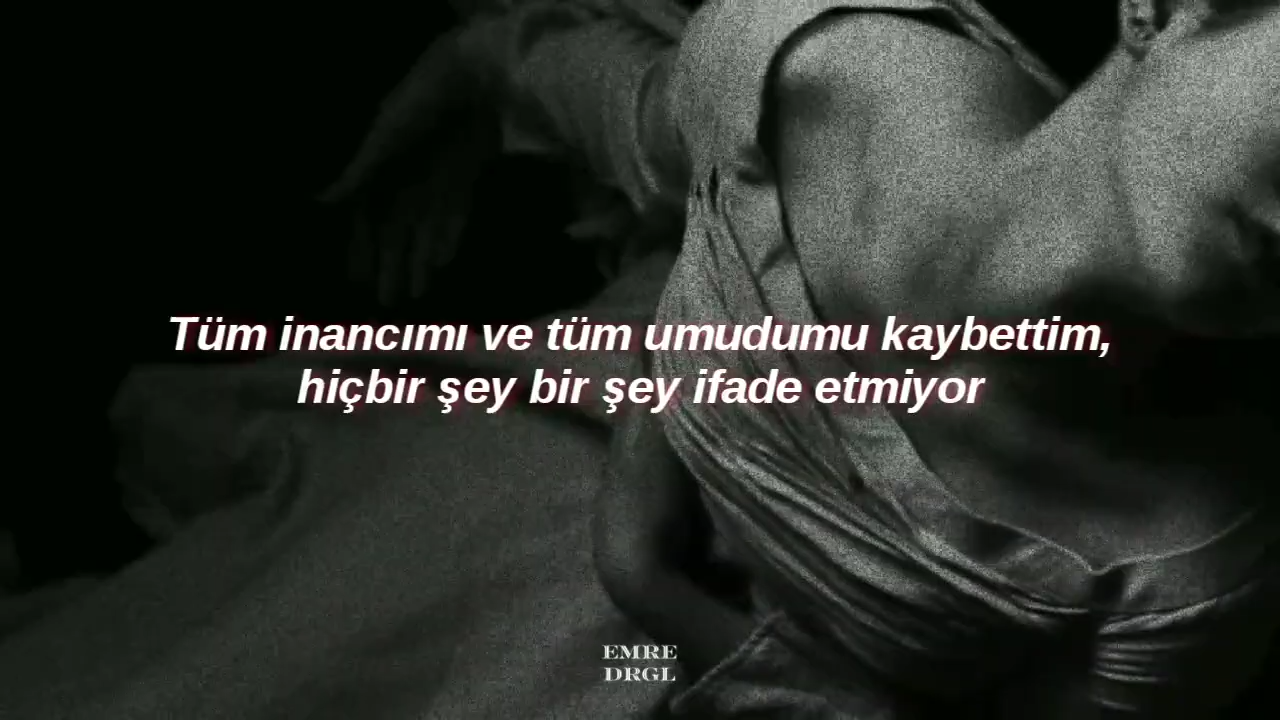 Tüm inancımı ve tüm umudumu kaybettim,
hiçbir şey bir şey ifade etmiyor
EMRE
DRGL